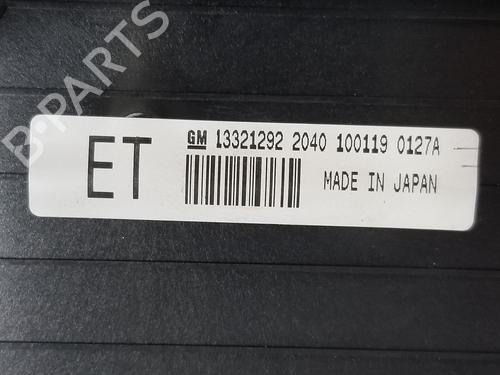 B-PARTS
ET
GM 13321292 2040 100119 0127A
MADE IN JAPAN